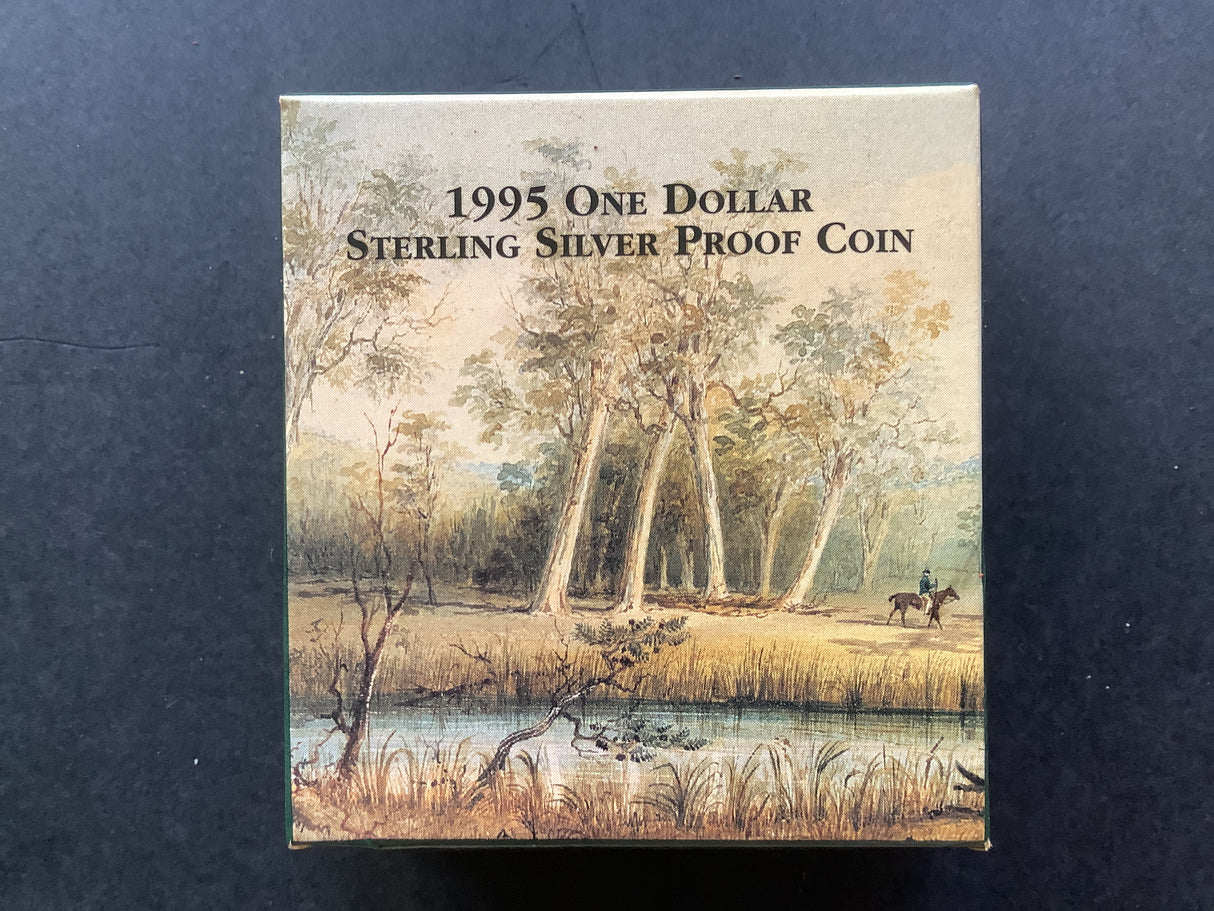 1995 One Dollar
Sterling Silver Proof Coin